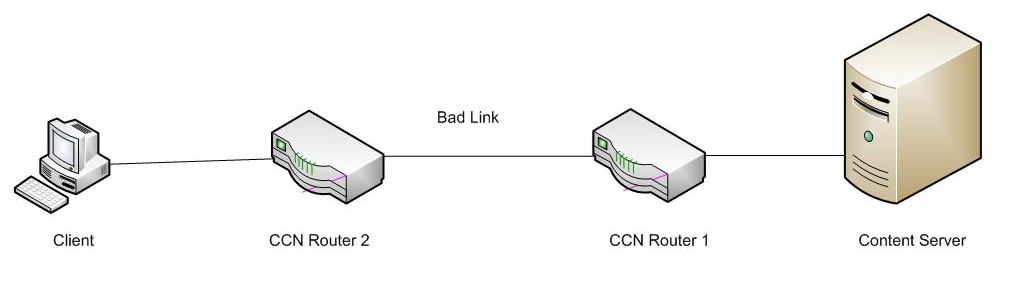 Bad Link
Client
CCN Router 2
CCN Router 1
Content Server